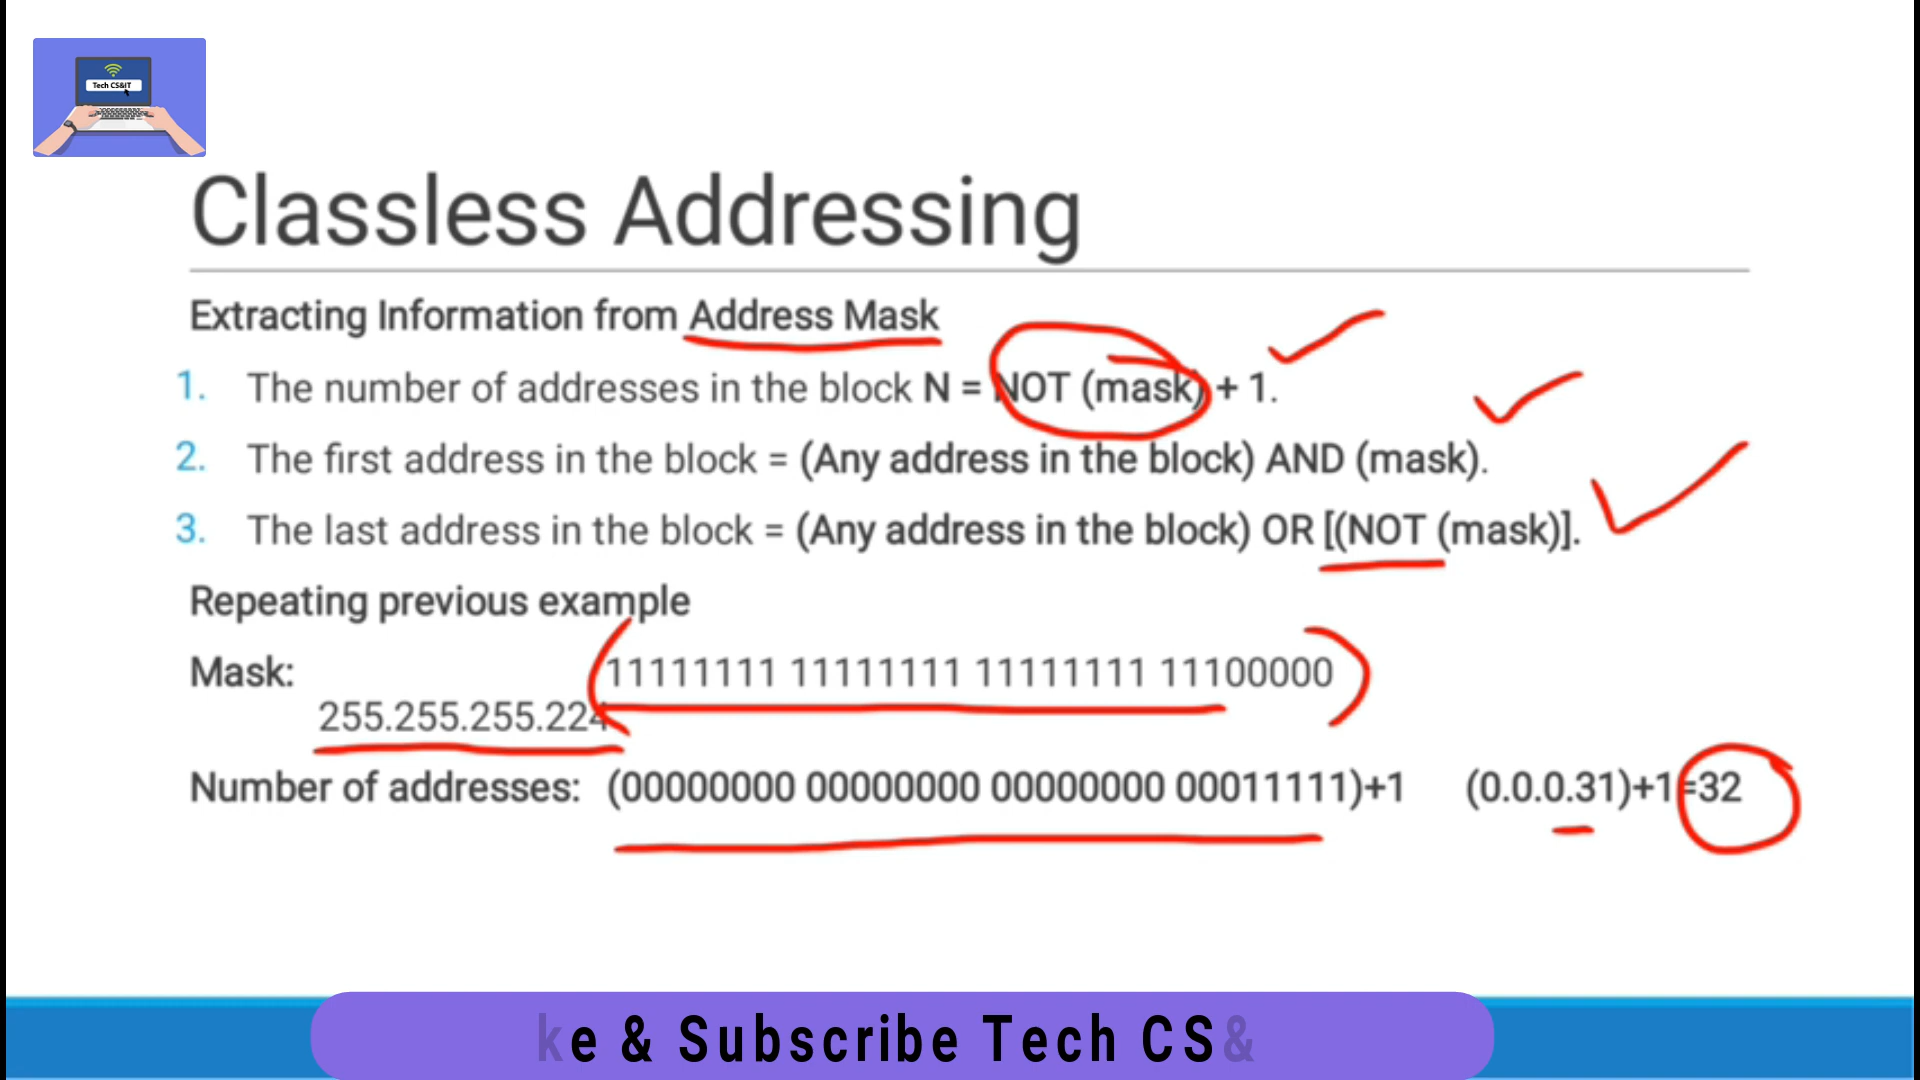 Tech CS&IT
Classless Addressing
Extracting Information from Address Mask
1. The number of addresses in the block N = NOT (mask) + 1.
2. The first address in the block = (Any address in the block) AND (mask).
3. The last address in the block = (Any address in the block) OR [(NOT (mask)].
Repeating previous example
Mask: 11111111 11111111 11111111 11100000
255.255.255.224
Number of addresses: (00000000 00000000 00000000 00011111)+1 (0.0.0.31)+1=32
ke & Subscribe Tech CS&